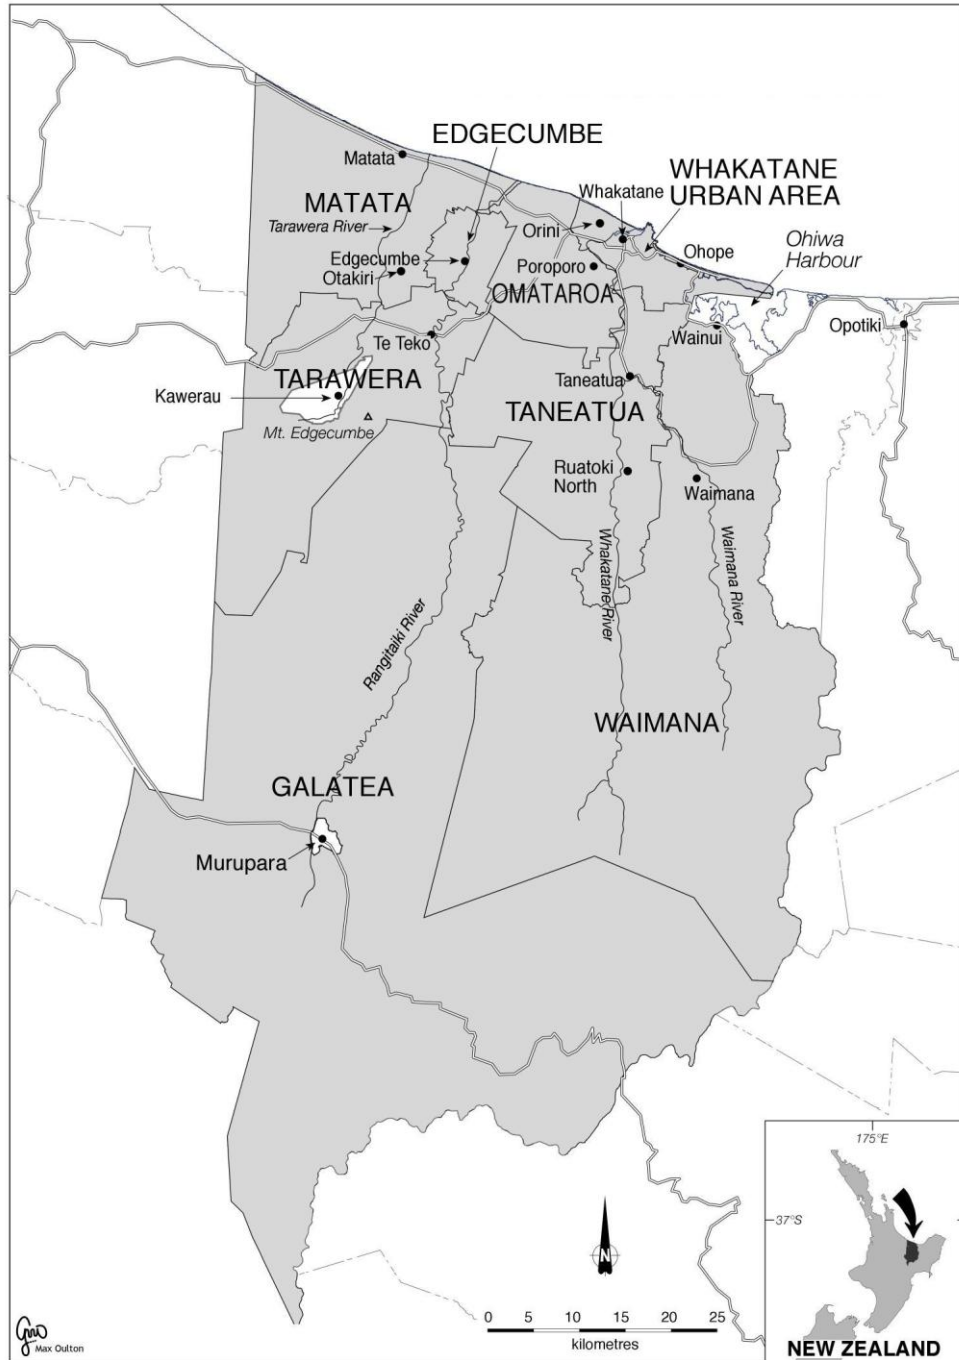 EDGECUMBE
Matata
WHAKATANE
URBAN AREA
Whakatane
MATATA
Tarawera River
Orini
Ohope
Ohiwa
Harbour
Edgecumbe
Otakiri
Poroporo
OMATAROA
Opotiki
Te Teko
Wainui
TARAWERA
Taneatua
Kawerau
TANEATUA
Mt. Edgecumbe
Ruatoki
North
Waimana
Whakatane River
Waimana River
Rangitaiki River
WAIMANA
GALATEA
Murupara
175°E
37°S
N
0 5 10 15 20 25
kilometres
NEW ZEALAND
Max Oulton